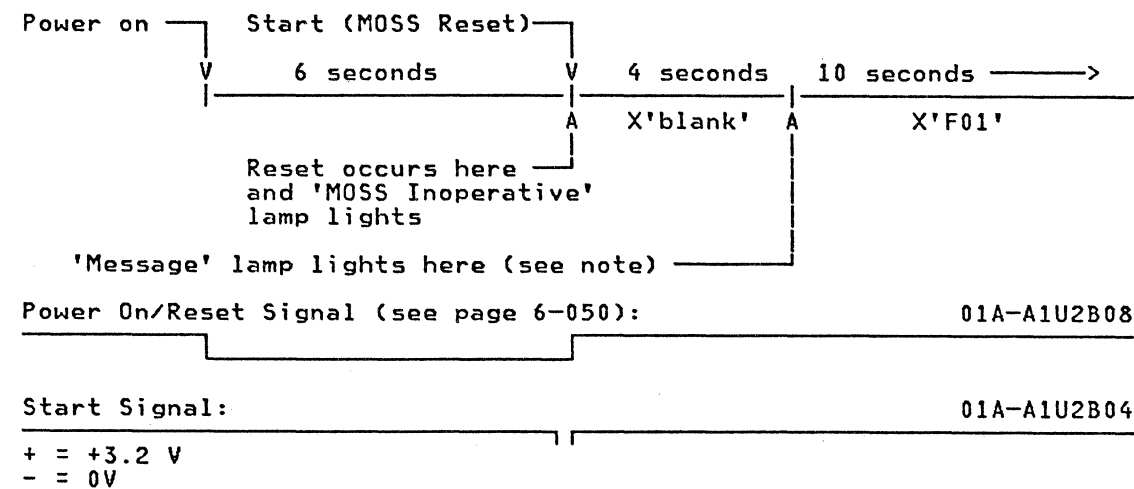 Power on Start (MOSS Reset)
V 6 seconds V 4 seconds 10 seconds ——>
A X'blank' A X'F01'
Reset occurs here
and 'MOSS Inoperative'
lamp lights
'Message' lamp lights here (see note)
Power On/Reset Signal (see page 6-050): 01A-A1U2B08
Start Signal: 01A-A1U2B04
+ = +3.2 V
- = 0V